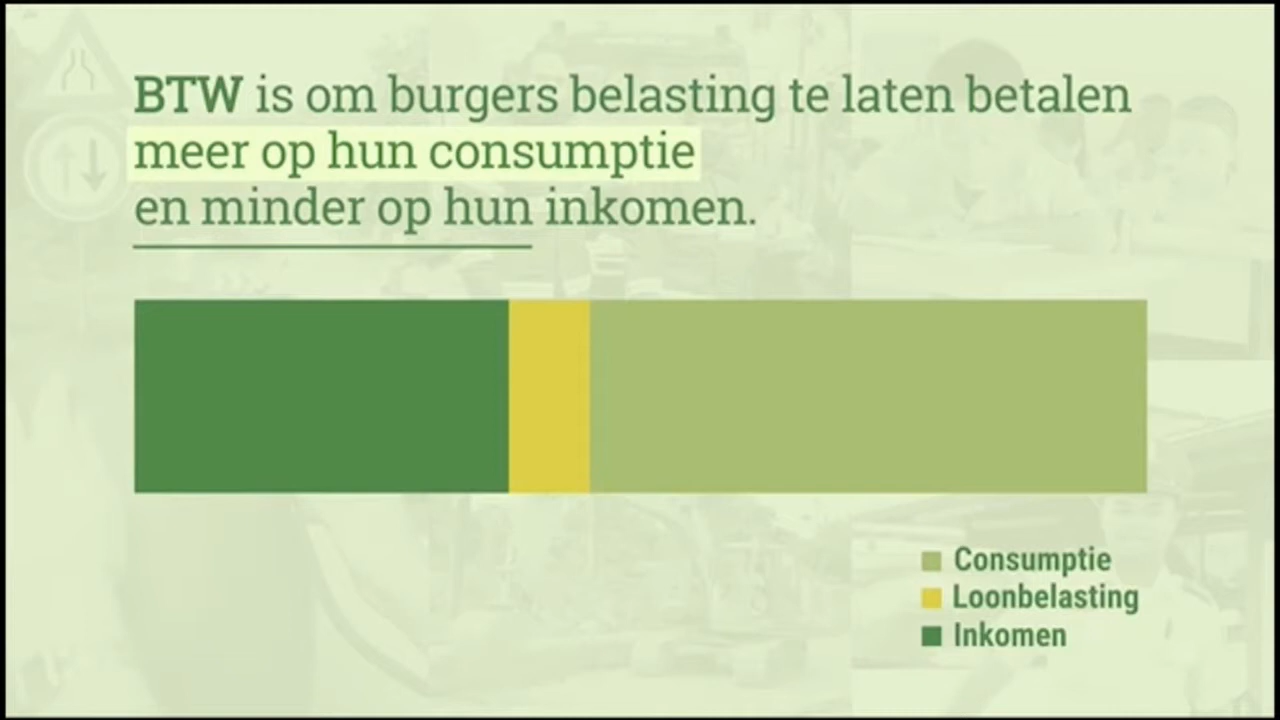 BTW is om burgers belasting te laten betalen
meer op hun consumptie
en minder op hun inkomen.
Consumptie
Loonbelasting
Inkomen